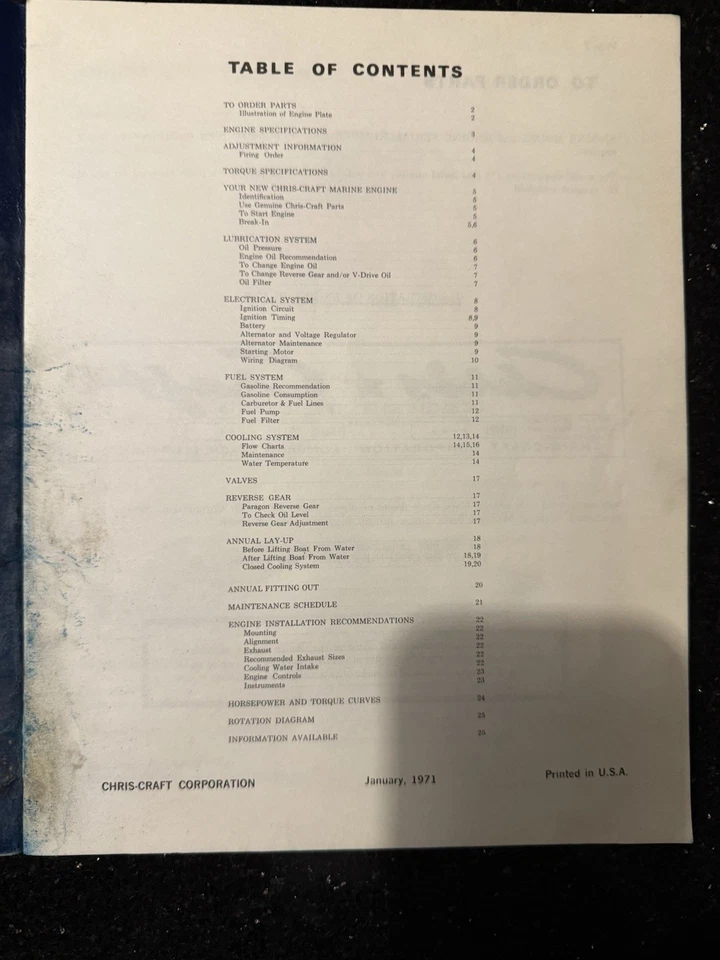 TABLE OF CONTENTS
TO ORDER PARTS 2
Illustration of Engine Plate 2
ENGINE SPECIFICATIONS 3
ADJUSTMENT INFORMATION 4
Firing Order 4
TORQUE SPECIFICATIONS 4
YOUR NEW CHRIS-CRAFT MARINE ENGINE 5
Identification 5
Use Genuine Chris-Craft Parts 5
To Start Engine 5
Break-In 5,6
LUBRICATION SYSTEM 6
Oil Pressure 6
Engine Oil Recommendation 6
To Change Engine Oil 7
To Change Reverse Gear and/or V-Drive Oil 7
Oil Filter 7
ELECTRICAL SYSTEM 8
Ignition Circuit 8
Ignition Timing 8,9
Battery 9
Alternator and Voltage Regulator 9
Alternator Maintenance 9
Starting Motor 9
Wiring Diagram 10
FUEL SYSTEM 11
Gasoline Recommendation 11
Gasoline Consumption 11
Carburetor & Fuel Lines 11
Fuel Pump 12
Fuel Filter 12
COOLING SYSTEM 12,13,14
Flow Charts 14,15,16
Maintenance 14
Water Temperature 14
VALVES 17
REVERSE GEAR 17
Paragon Reverse Gear 17
To Check Oil Level 17
Reverse Gear Adjustment 17
ANNUAL LAY-UP 18
Before Lifting Boat From Water 18
After Lifting Boat From Water 18,19
Closed Cooling System 19,20
ANNUAL FITTING OUT 20
MAINTENANCE SCHEDULE 21
ENGINE INSTALLATION RECOMMENDATIONS 22
Mounting 22
Alignment 22
Exhaust 22
Recommended Exhaust Sizes 22
Cooling Water Intake 22
Engine Controls 23
Instruments 23
HORSEPOWER AND TORQUE CURVES 24
ROTATION DIAGRAM 25
INFORMATION AVAILABLE 25
CHRIS-CRAFT CORPORATION January, 1971 Printed in U.S.A.